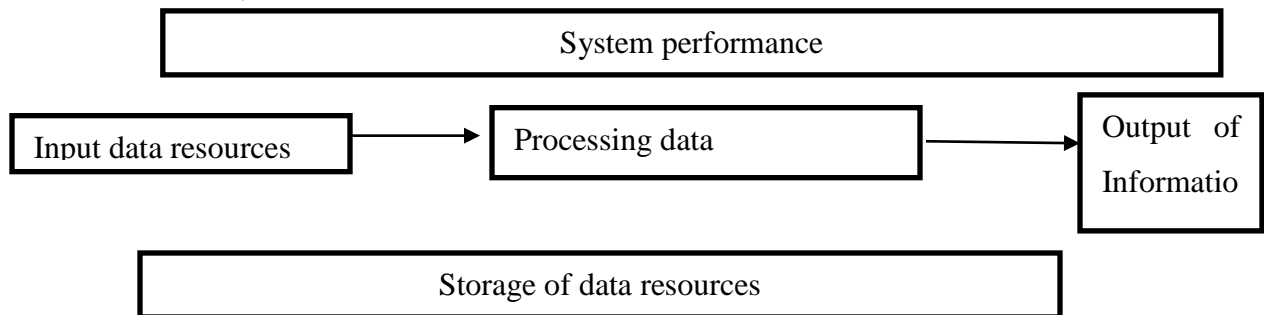 System performance
Input data resources
Processing data
Output of
Informatio
Storage of data resources